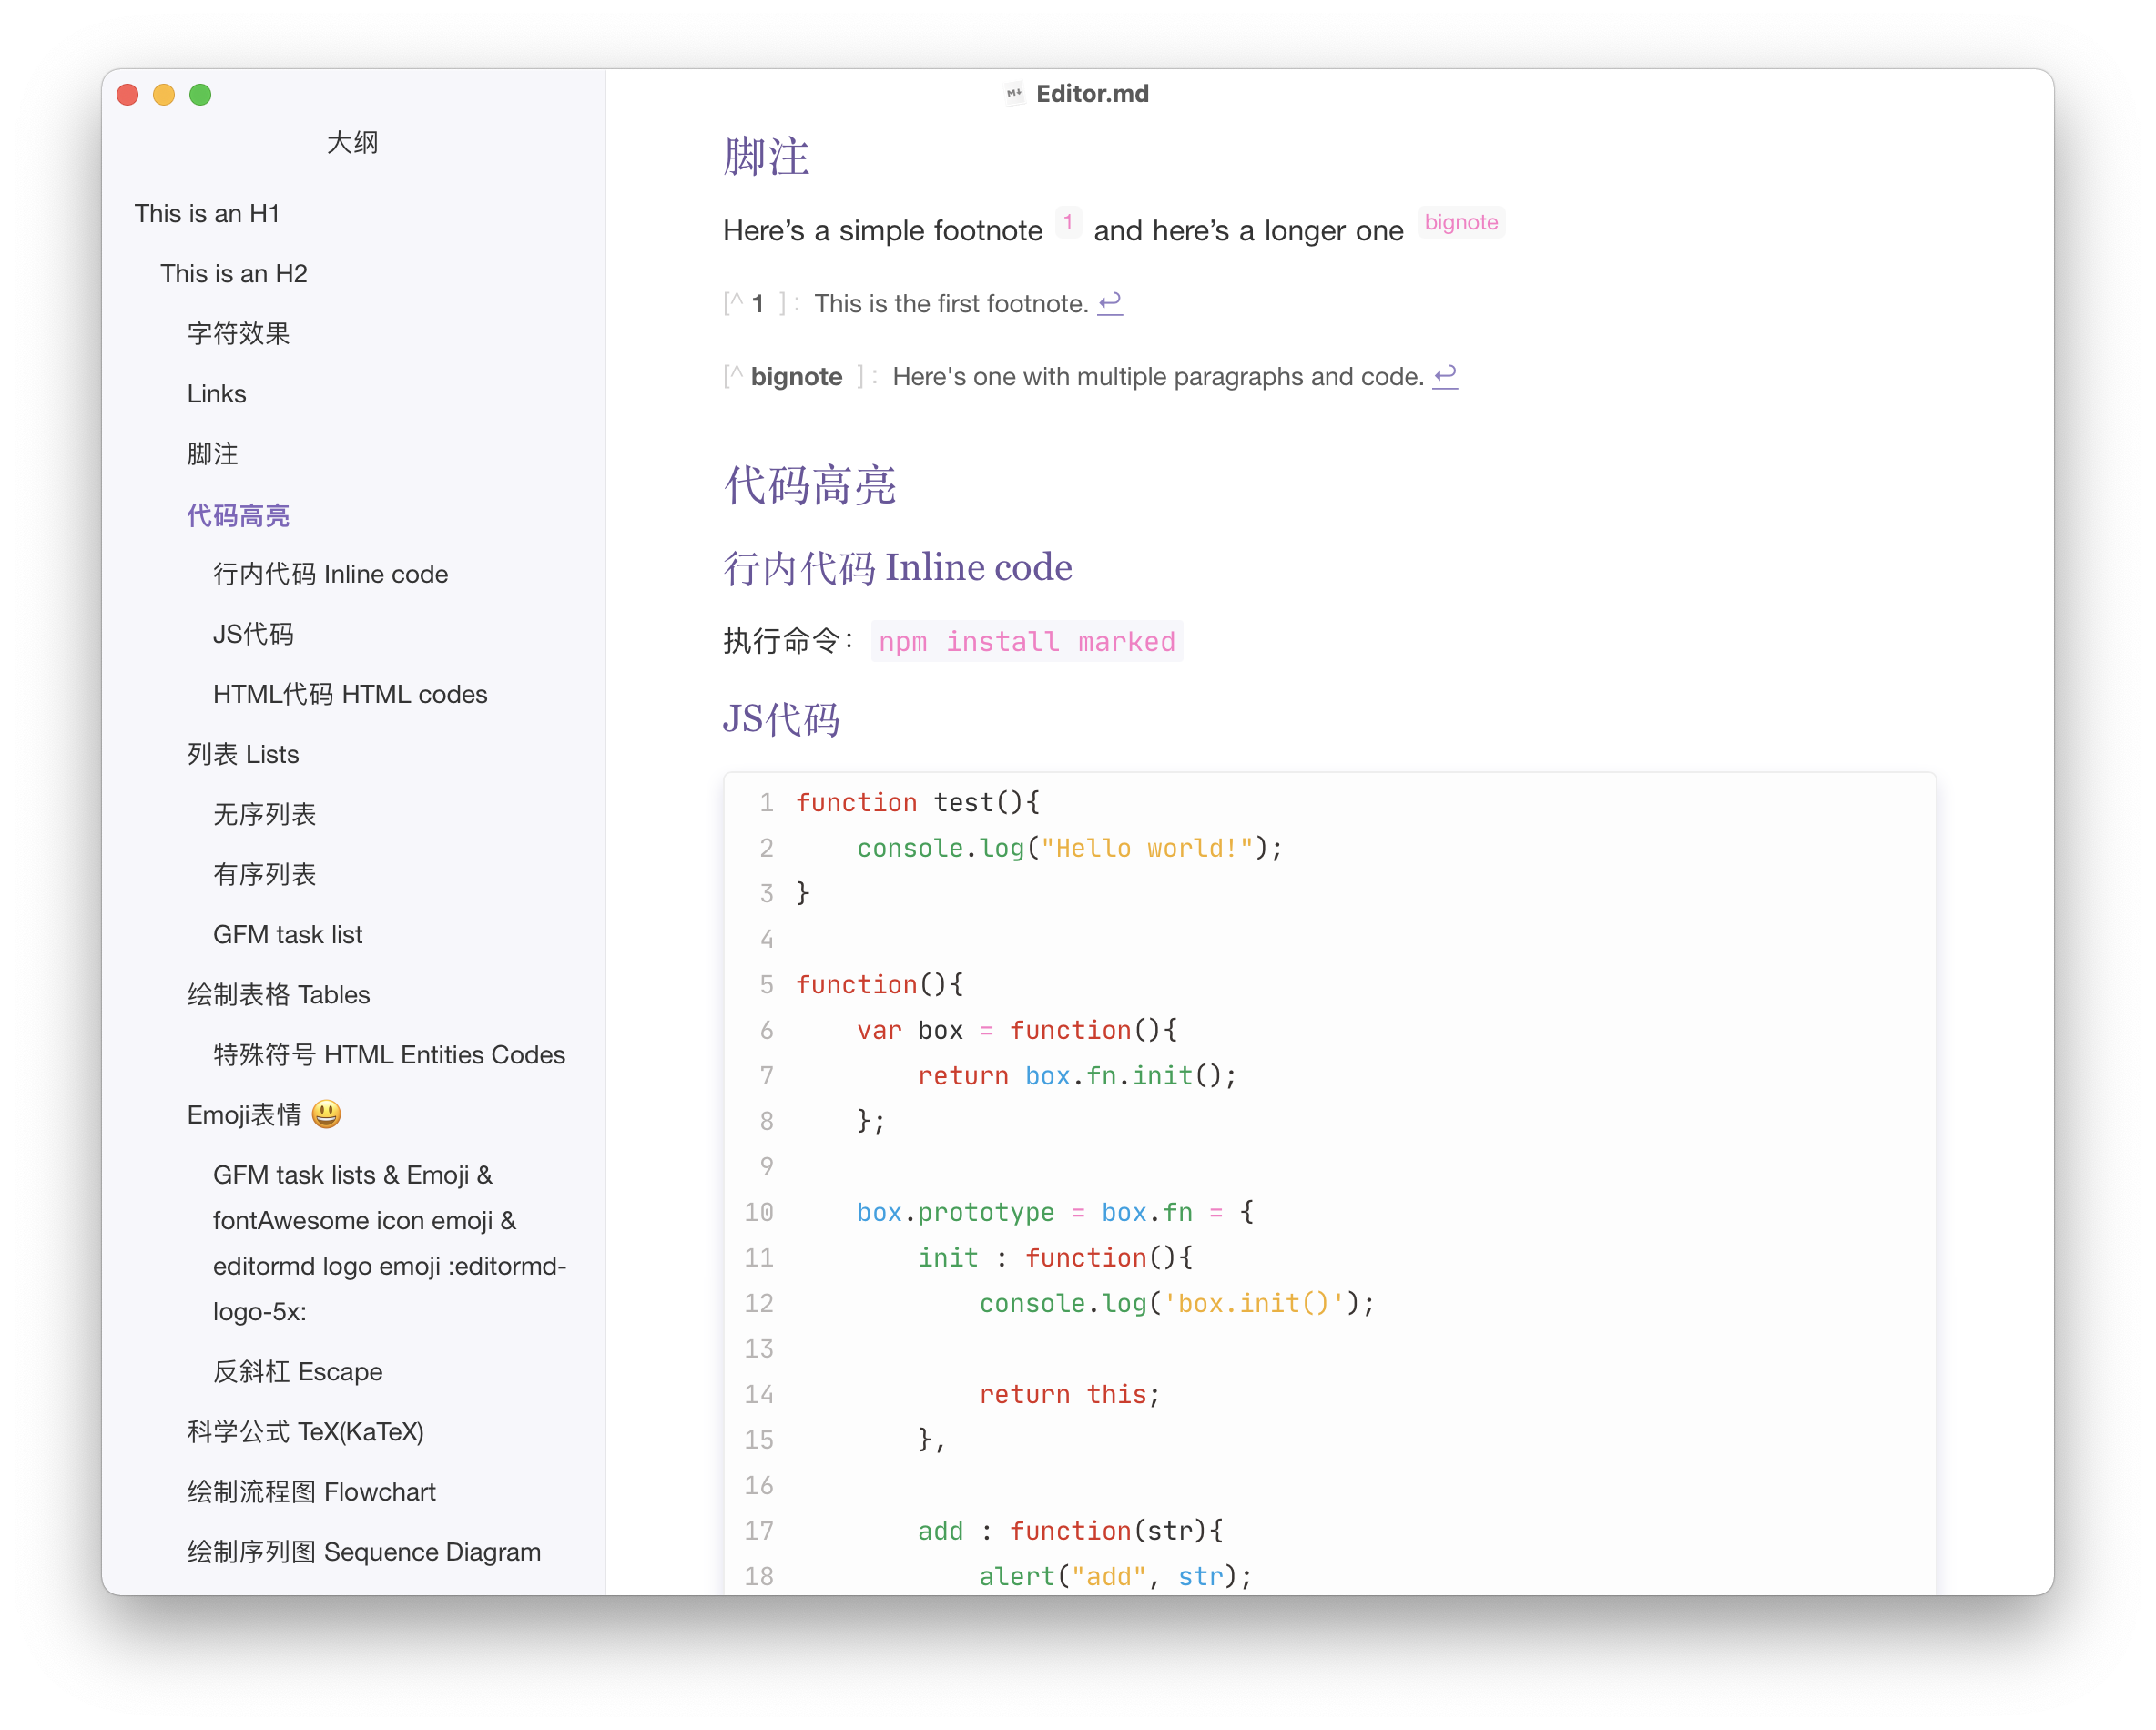 Editor.md
大纲
This is an H1
This is an H2
字符效果
Links
脚注
代码高亮
行内代码 Inline code
JS代码
HTML代码 HTML codes
列表 Lists
无序列表
有序列表
GFM task list
绘制表格 Tables
特殊符号 HTML Entities Codes
Emoji表情 😃
GFM task lists & Emoji &
fontAwesome icon emoji &
editormd logo emoji :editormd-
logo-5x:
反斜杠 Escape
科学公式 TeX(KaTeX)
绘制流程图 Flowchart
绘制序列图 Sequence Diagram
脚注
Here’s a simple footnote 1 and here’s a longer one bignote
[^ 1 ]: This is the first footnote. ↩
[^ bignote ]: Here's one with multiple paragraphs and code. ↩
代码高亮
行内代码 Inline code
执行命令： npm install marked
JS代码
1 function test(){
2     console.log("Hello world!");
3 }
4
5 function(){
6     var box = function(){
7         return box.fn.init();
8     };
9
10     box.prototype = box.fn = {
11         init : function(){
12             console.log('box.init()');
13
14             return this;
15         },
16
17         add : function(str){
18             alert("add", str);